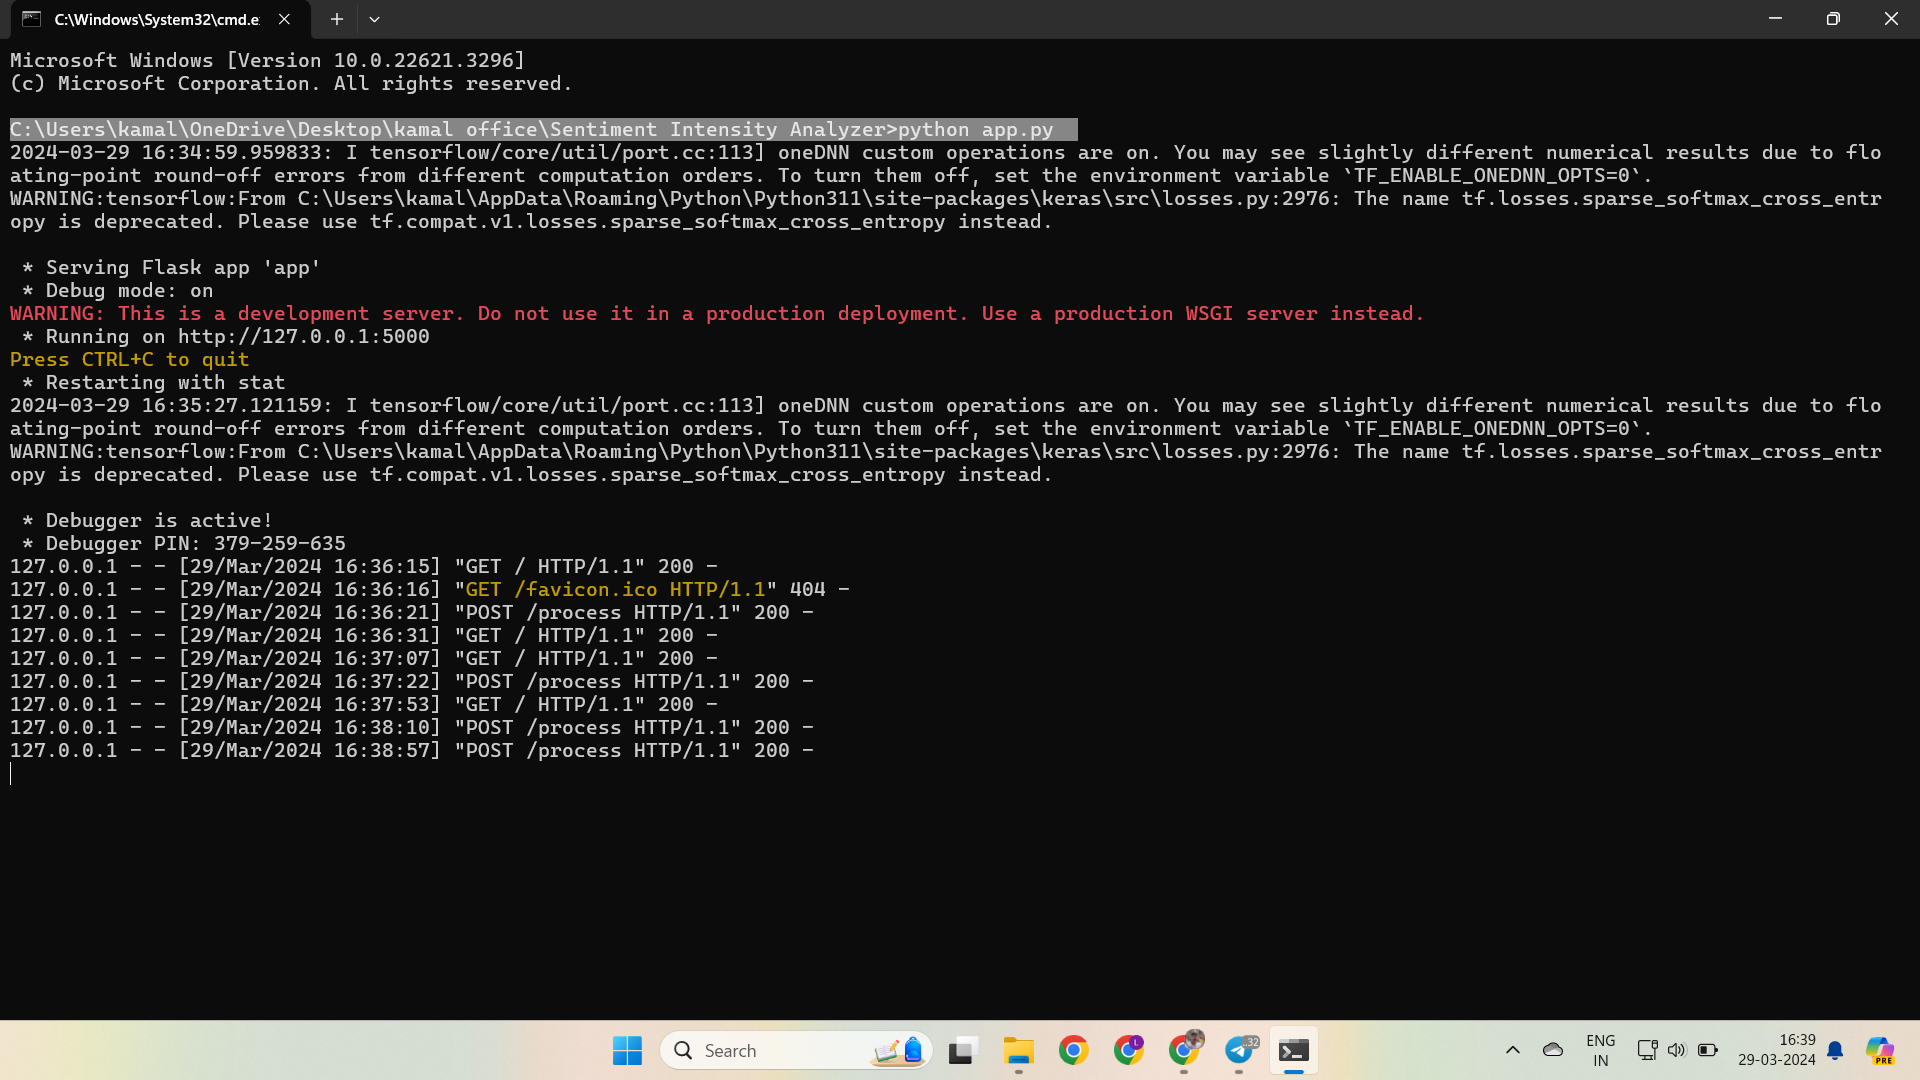 C:\Windows\System32\cmd.e
Microsoft Windows [Version 10.0.22621.3296]
(c) Microsoft Corporation. All rights reserved.
C:\Users\kamal\OneDrive\Desktop\kamal office\Sentiment Intensity Analyzer>python app.py
2024-03-29 16:34:59.959833: I tensorflow/core/util/port.cc:113] oneDNN custom operations are on. You may see slightly different numerical results due to flo
ating-point round-off errors from different computation orders. To turn them off, set the environment variable `TF_ENABLE_ONEDNN_OPTS=0`.
WARNING:tensorflow:From C:\Users\kamal\AppData\Roaming\Python\Python311\site-packages\keras\src\losses.py:2976: The name tf.losses.sparse_softmax_cross_entr
opy is deprecated. Please use tf.compat.v1.losses.sparse_softmax_cross_entropy instead.
* Serving Flask app 'app'
* Debug mode: on
WARNING: This is a development server. Do not use it in a production deployment. Use a production WSGI server instead.
* Running on http://127.0.0.1:5000
Press CTRL+C to quit
* Restarting with stat
2024-03-29 16:35:27.121159: I tensorflow/core/util/port.cc:113] oneDNN custom operations are on. You may see slightly different numerical results due to flo
ating-point round-off errors from different computation orders. To turn them off, set the environment variable `TF_ENABLE_ONEDNN_OPTS=0`.
WARNING:tensorflow:From C:\Users\kamal\AppData\Roaming\Python\Python311\site-packages\keras\src\losses.py:2976: The name tf.losses.sparse_softmax_cross_entr
opy is deprecated. Please use tf.compat.v1.losses.sparse_softmax_cross_entropy instead.
* Debugger is active!
* Debugger PIN: 379-259-635
127.0.0.1 - - [29/Mar/2024 16:36:15] "GET / HTTP/1.1" 200 -
127.0.0.1 - - [29/Mar/2024 16:36:16] "GET /favicon.ico HTTP/1.1" 404 -
127.0.0.1 - - [29/Mar/2024 16:36:21] "POST /process HTTP/1.1" 200 -
127.0.0.1 - - [29/Mar/2024 16:36:31] "GET / HTTP/1.1" 200 -
127.0.0.1 - - [29/Mar/2024 16:37:07] "GET / HTTP/1.1" 200 -
127.0.0.1 - - [29/Mar/2024 16:37:22] "POST /process HTTP/1.1" 200 -
127.0.0.1 - - [29/Mar/2024 16:37:53] "GET / HTTP/1.1" 200 -
127.0.0.1 - - [29/Mar/2024 16:38:10] "POST /process HTTP/1.1" 200 -
127.0.0.1 - - [29/Mar/2024 16:38:57] "POST /process HTTP/1.1" 200 -
Search
L
.32
ENG
IN
16:39
29-03-2024
PRE